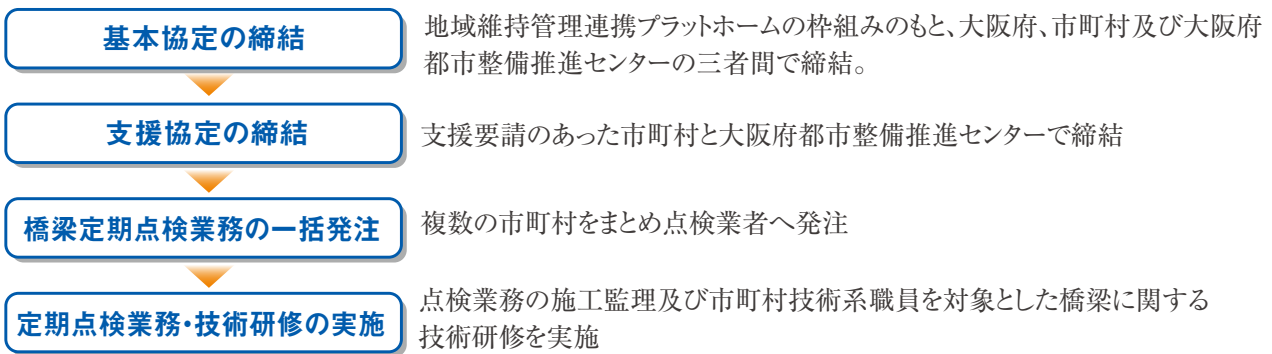 基本協定の締結
地域維持管理連携プラットホームの枠組みのもと、大阪府、市町村及び大阪府
都市整備推進センターの三者間で締結。
支援協定の締結
支援要請のあった市町村と大阪府都市整備推進センターで締結
橋梁定期点検業務の一括発注
複数の市町村をまとめ点検業者へ発注
定期点検業務・技術研修の実施
点検業務の施工監理及び市町村技術系職員を対象とした橋梁に関する
技術研修を実施